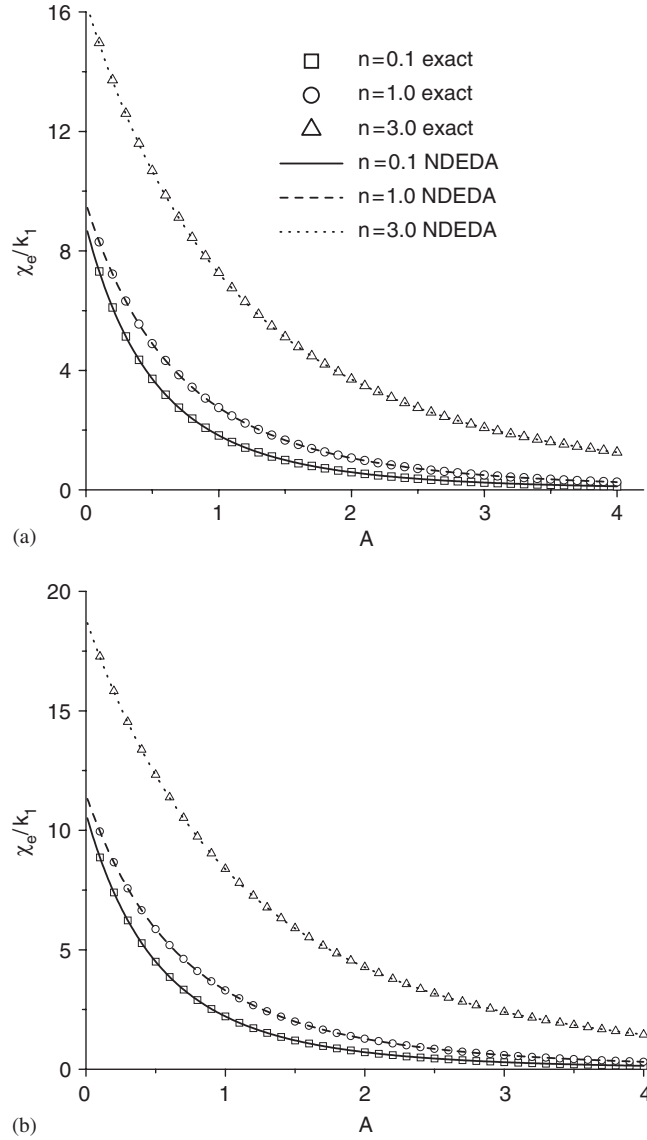 16
12
8
4
0
χe/k1
n=0.1 exact
n=1.0 exact
n=3.0 exact
n=0.1 NDEDA
n=1.0 NDEDA
n=3.0 NDEDA
0 1 2 3 4
(a)
A
20
15
10
5
0
χe/k1
0 1 2 3 4
(b)
A